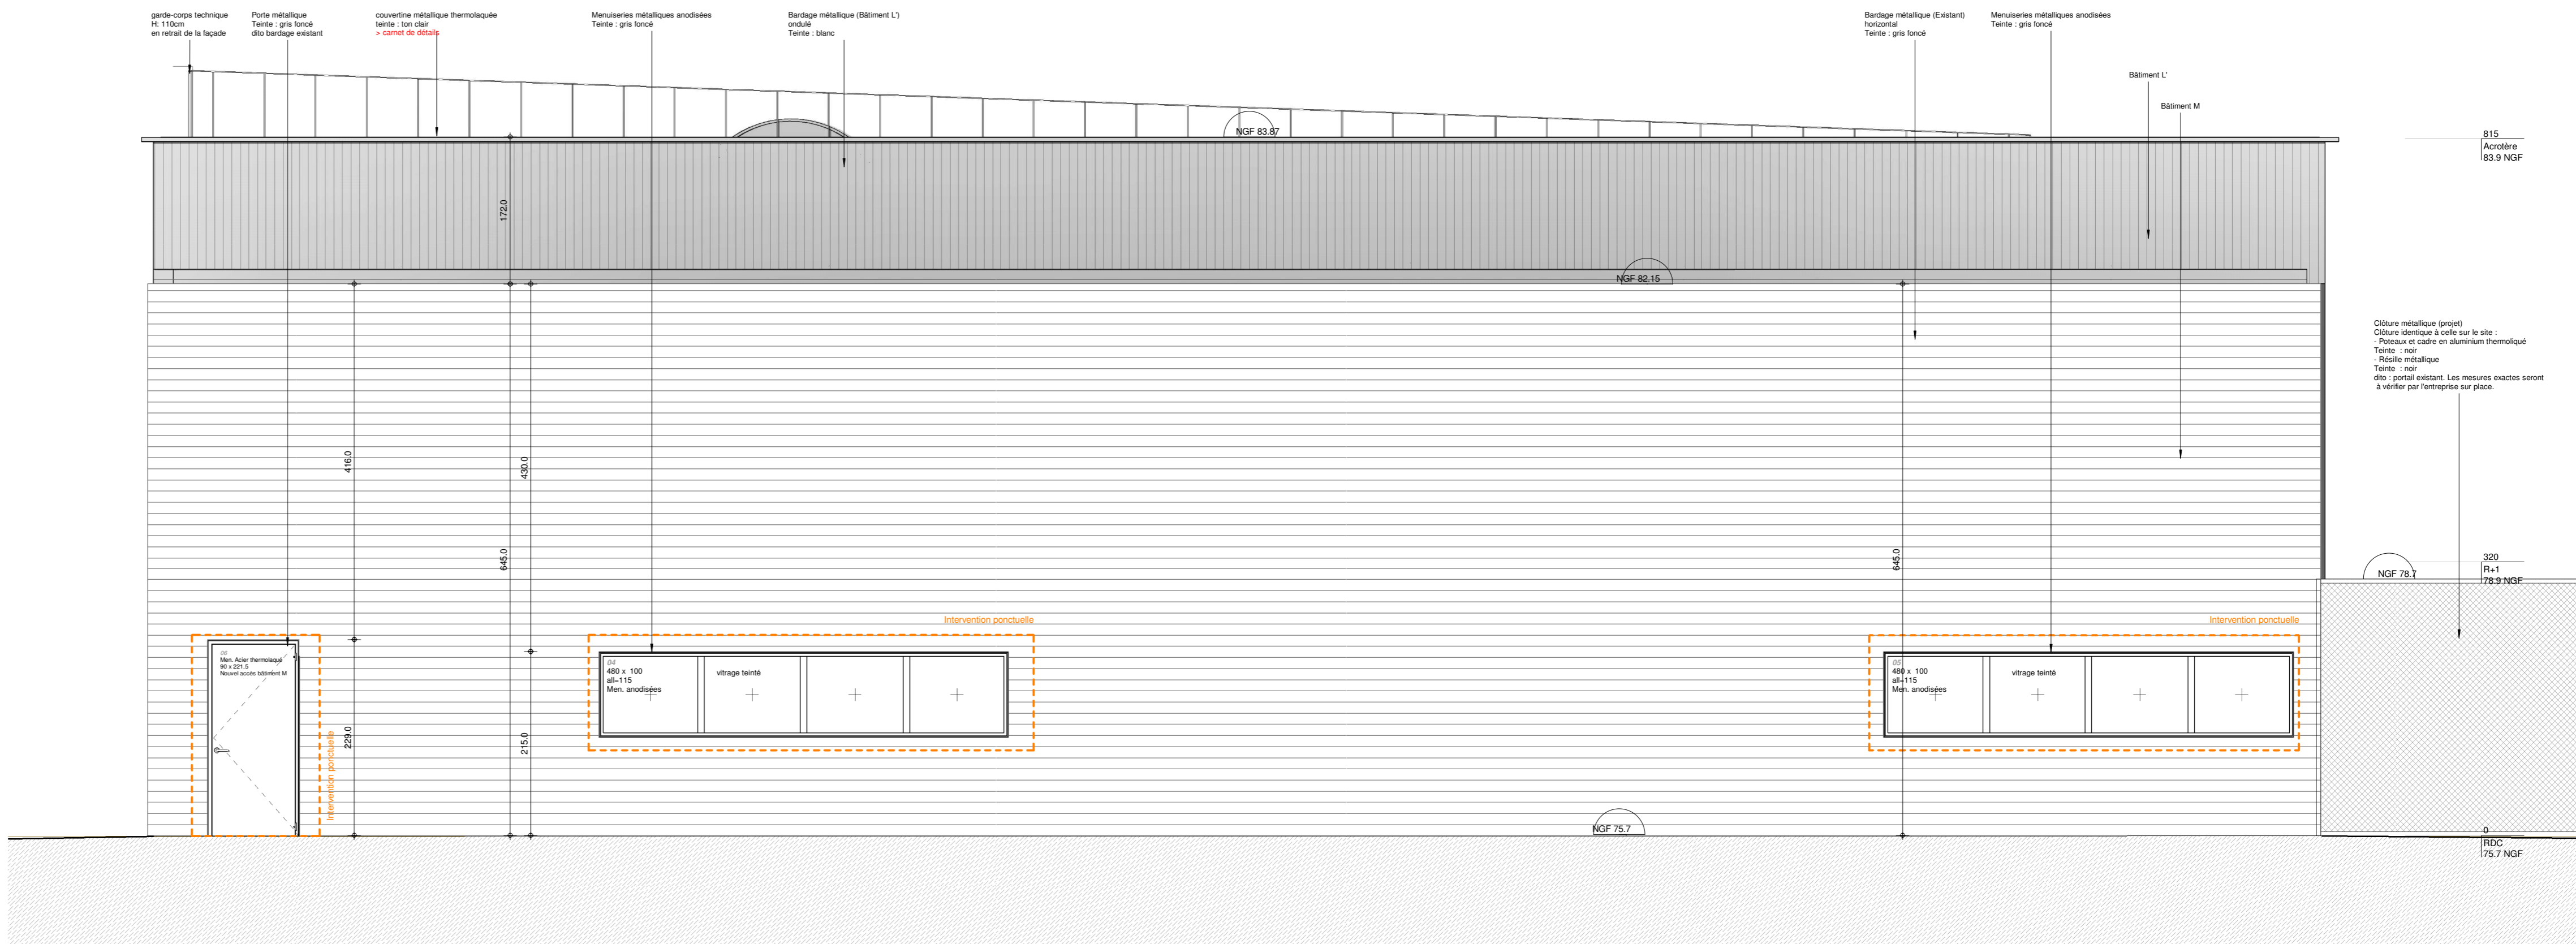 garde-corps technique
H: 110cm
en retrait de la façade
Porte métallique
Teinte : gris foncé
dito bardage existant
couvertine métallique thermolaquée
teinte : ton clair
> carnet de détails
Menuiseries métalliques anodisées
Teinte : gris foncé
Bardage métallique (Bâtiment L')
ondulé
Teinte : blanc
Bardage métallique (Existant)
horizontal
Teinte : gris foncé
Menuiseries métalliques anodisées
Teinte : gris foncé
Bâtiment L'
Bâtiment M
NGF 83.87
815
Acrotère
83.9 NGF
172.0
NGF 82.15
Clôture métallique (projet)
Clôture identique à celle sur le site :
- Poteaux et cadre en aluminium thermoliqué
Teinte : noir
- Résille métallique
Teinte : noir
dito : portail existant. Les mesures exactes seront
à vérifier par l'entreprise sur place.
416.0
430.0
645.0
645.0
320
R+1
78.9 NGF
NGF 78.7
Intervention ponctuelle
Intervention ponctuelle
06
Men. Acier thermolaqué
90 x 221.5
Nouvel accès bâtiment M
04
480 x 100
all=115
Men. anodisées
vitrage teinté
05
480 x 100
all=115
Men. anodisées
vitrage teinté
Intervention ponctuelle
229.0
215.0
NGF 75.7
0
RDC
75.7 NGF